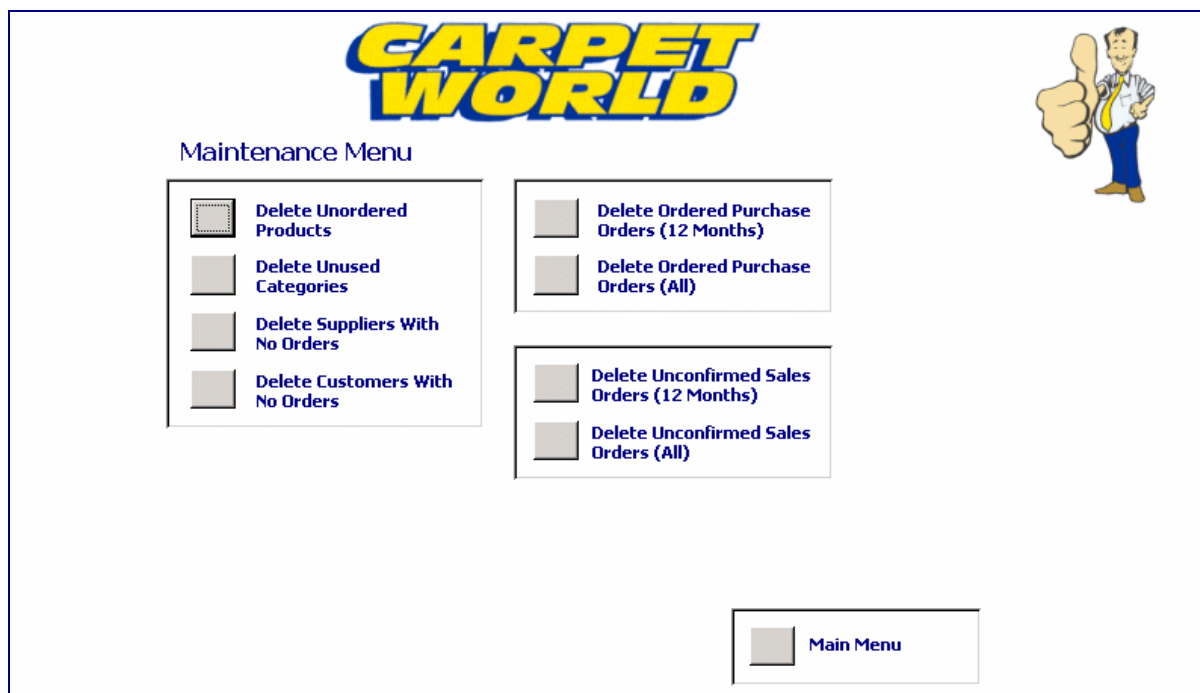 CARPET
WORLD
Maintenance Menu
Delete Unordered
Products
Delete Unused
Categories
Delete Suppliers With
No Orders
Delete Customers With
No Orders
Delete Ordered Purchase
Orders (12 Months)
Delete Ordered Purchase
Orders (All)
Delete Unconfirmed Sales
Orders (12 Months)
Delete Unconfirmed Sales
Orders (All)
Main Menu